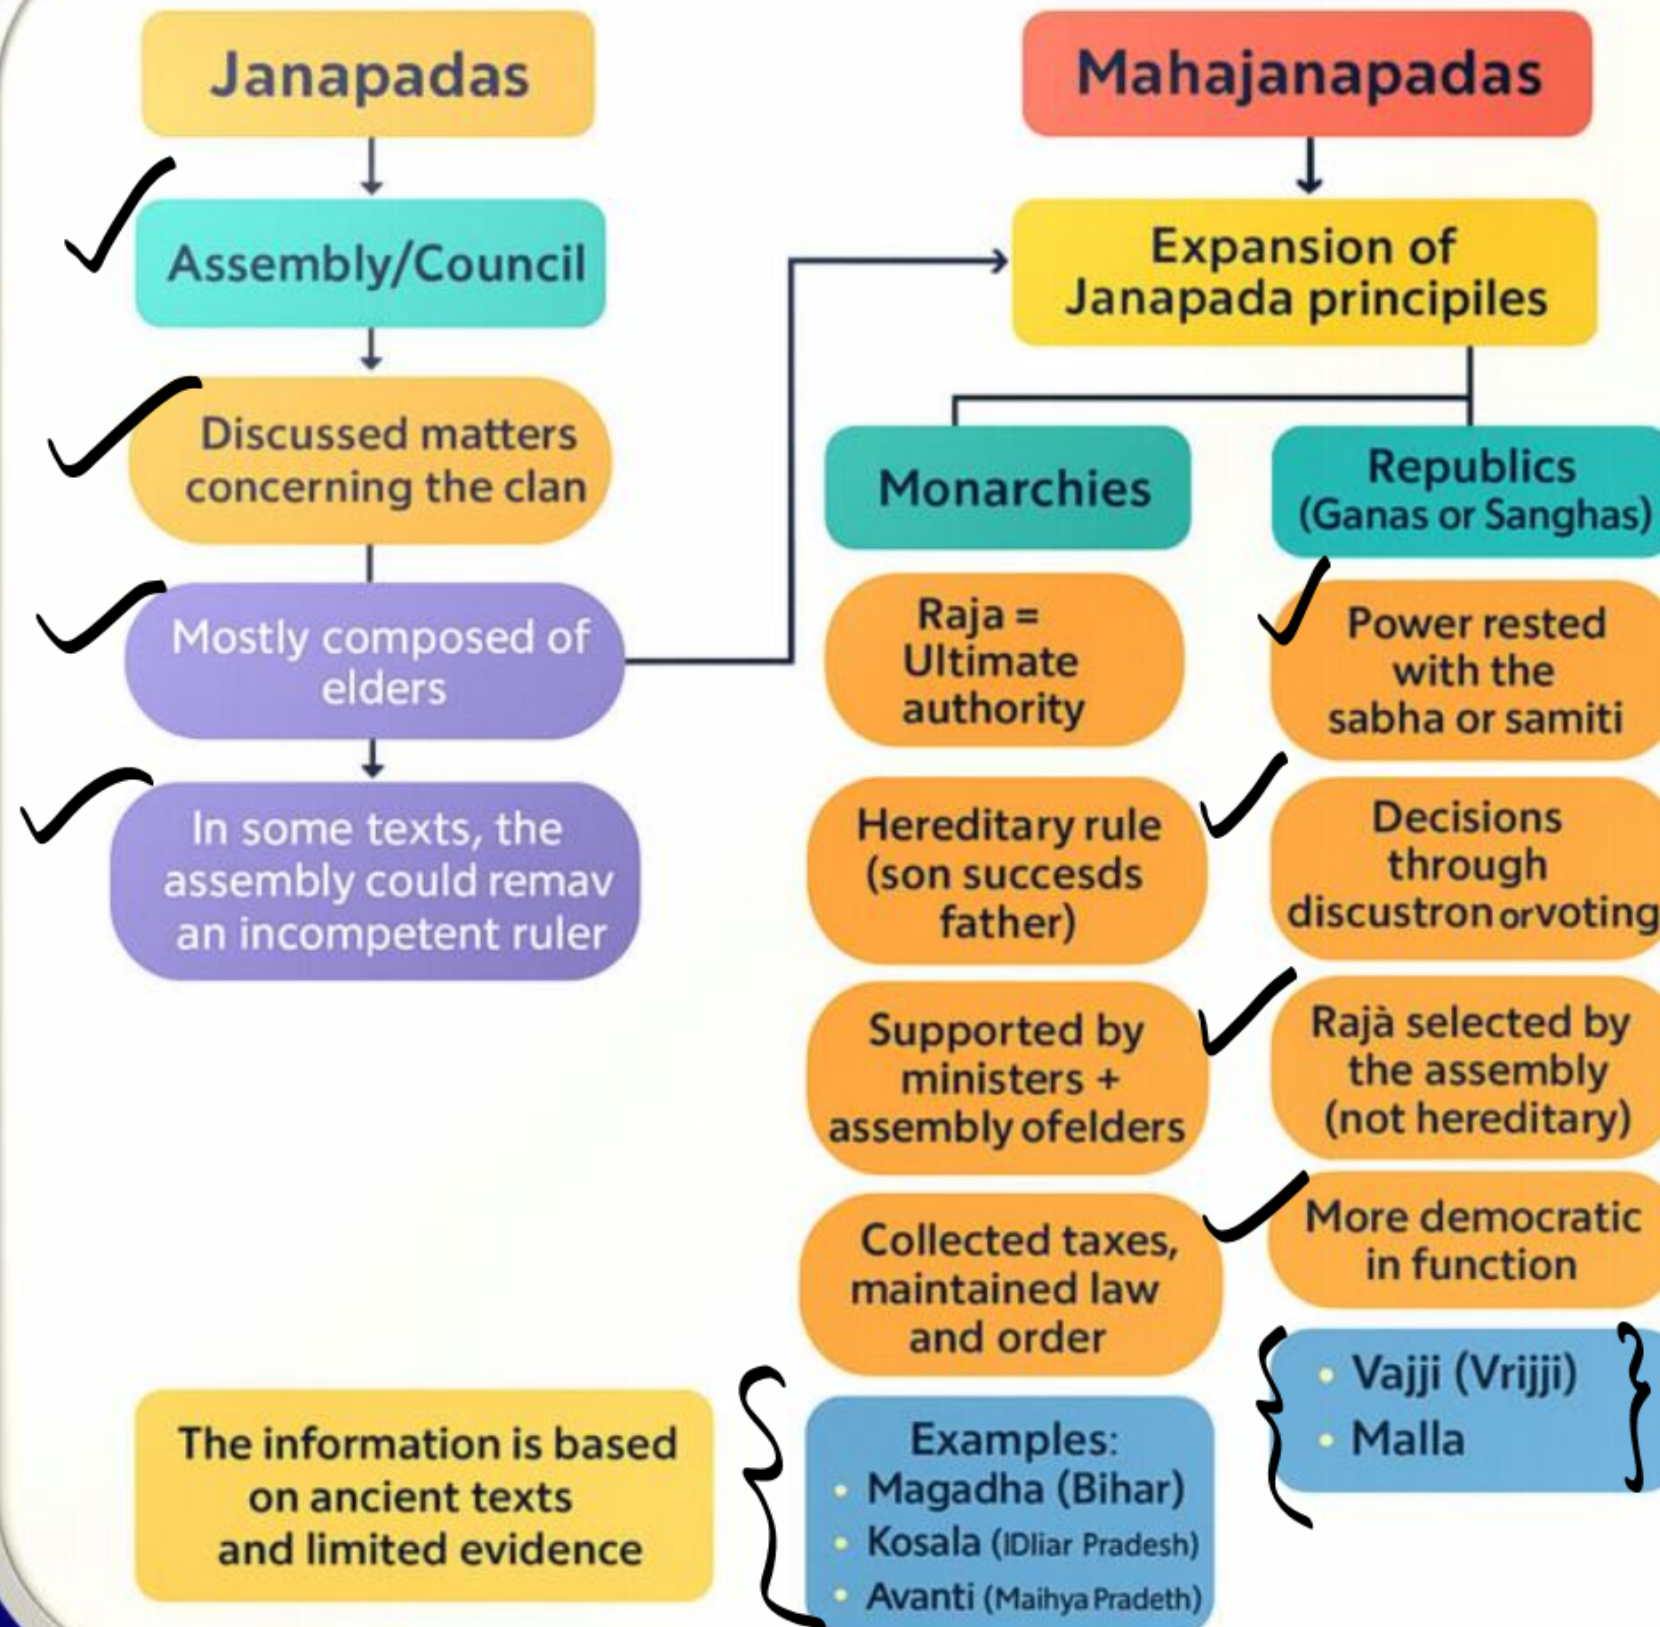 Janapadas
Assembly/Council
Discussed matters
concerning the clan
Mostly composed of
elders
In some texts, the
assembly could remav
an incompetent ruler
The information is based
on ancient texts
and limited evidence
Mahajanapadas
Expansion of
Janapada principiles
Monarchies
Raja =
Ultimate
authority
Hereditary rule
(son succesds
father)
Supported by
ministers +
assembly ofelders
Collected taxes,
maintained law
and order
Examples:
• Magadha (Bihar)
• Kosala (IDliar Pradesh)
• Avanti (Maihya Pradeth)
Republics
(Ganas or Sanghas)
Power rested
with the
sabha or samiti
Decisions
through
discustron or voting
Rajà selected by
the assembly
(not hereditary)
More democratic
in function
• Vajji (Vrijji)
• Malla